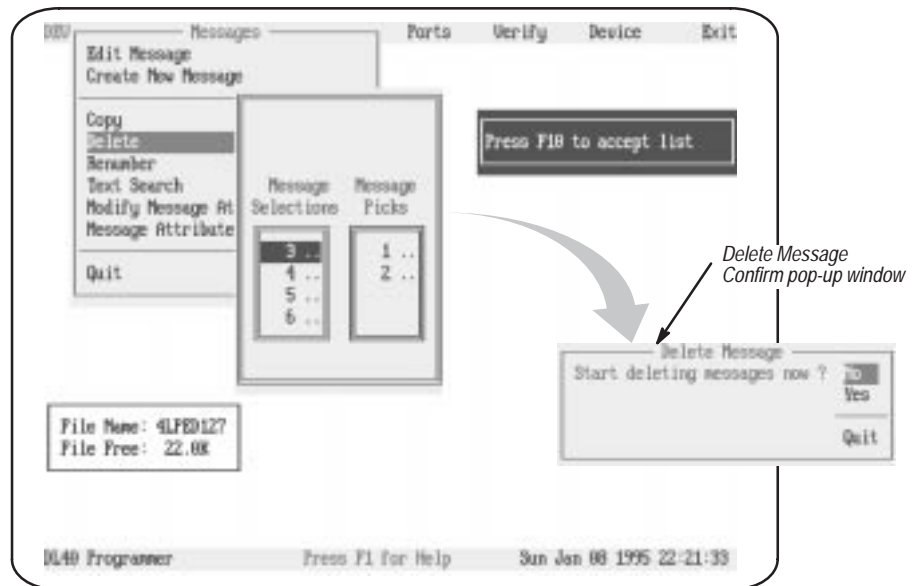 Messages Ports Verify Device Exit
Edit Message
Create New Message
Copy
Delete
Renumber
Text Search
Modify Message At
Message Attribute
Quit
Message Selections
3 ..
4 ..
5 ..
6 ..
Message Picks
1 ..
2 ..
Press F10 to accept list
Delete Message
Confirm pop-up window
Delete Message
Start deleting messages now ? No
Yes
Quit
File Name: 4LPED127
File Free: 22.0K
DL40 Programmer Press F1 for Help Sun Jan 08 1995 22:21:33